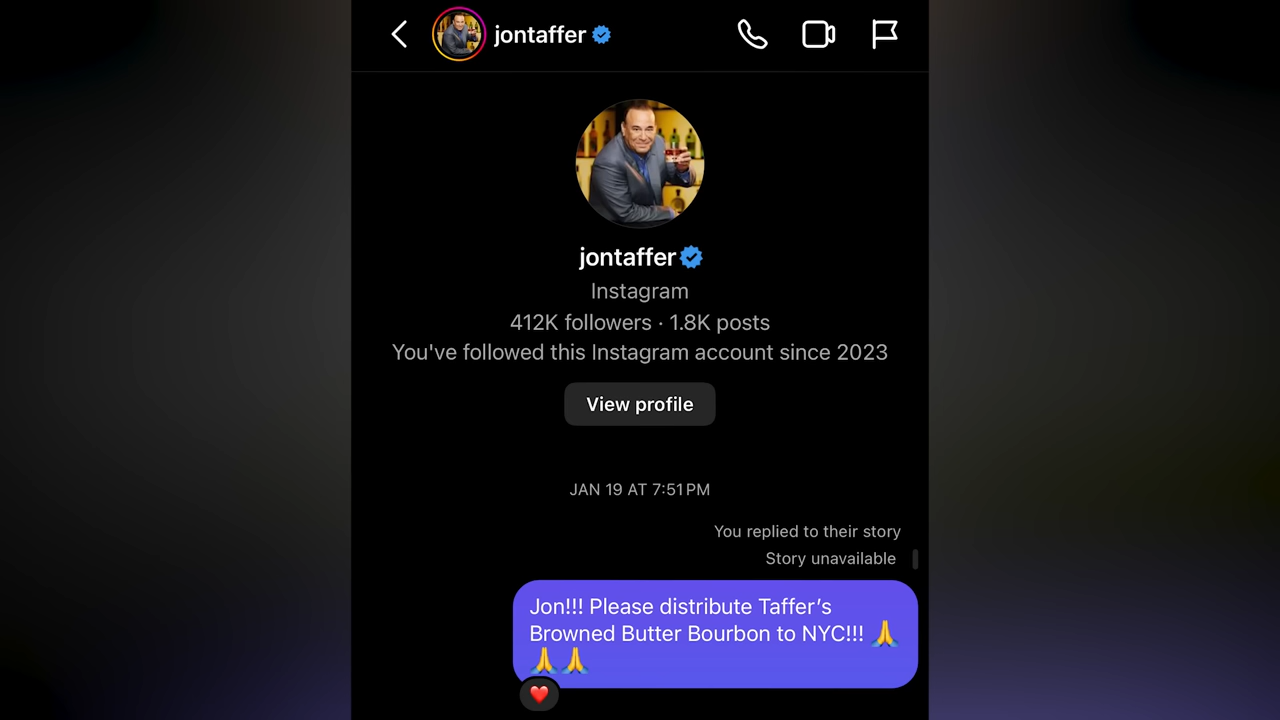 jontaffer
jontaffer
Instagram
412K followers · 1.8K posts
You've followed this Instagram account since 2023
View profile
JAN 19 AT 7:51 PM
You replied to their story
Story unavailable
Jon!!! Please distribute Taffer’s
Browned Butter Bourbon to NYC!!! 🙏
🙏🙏
❤️